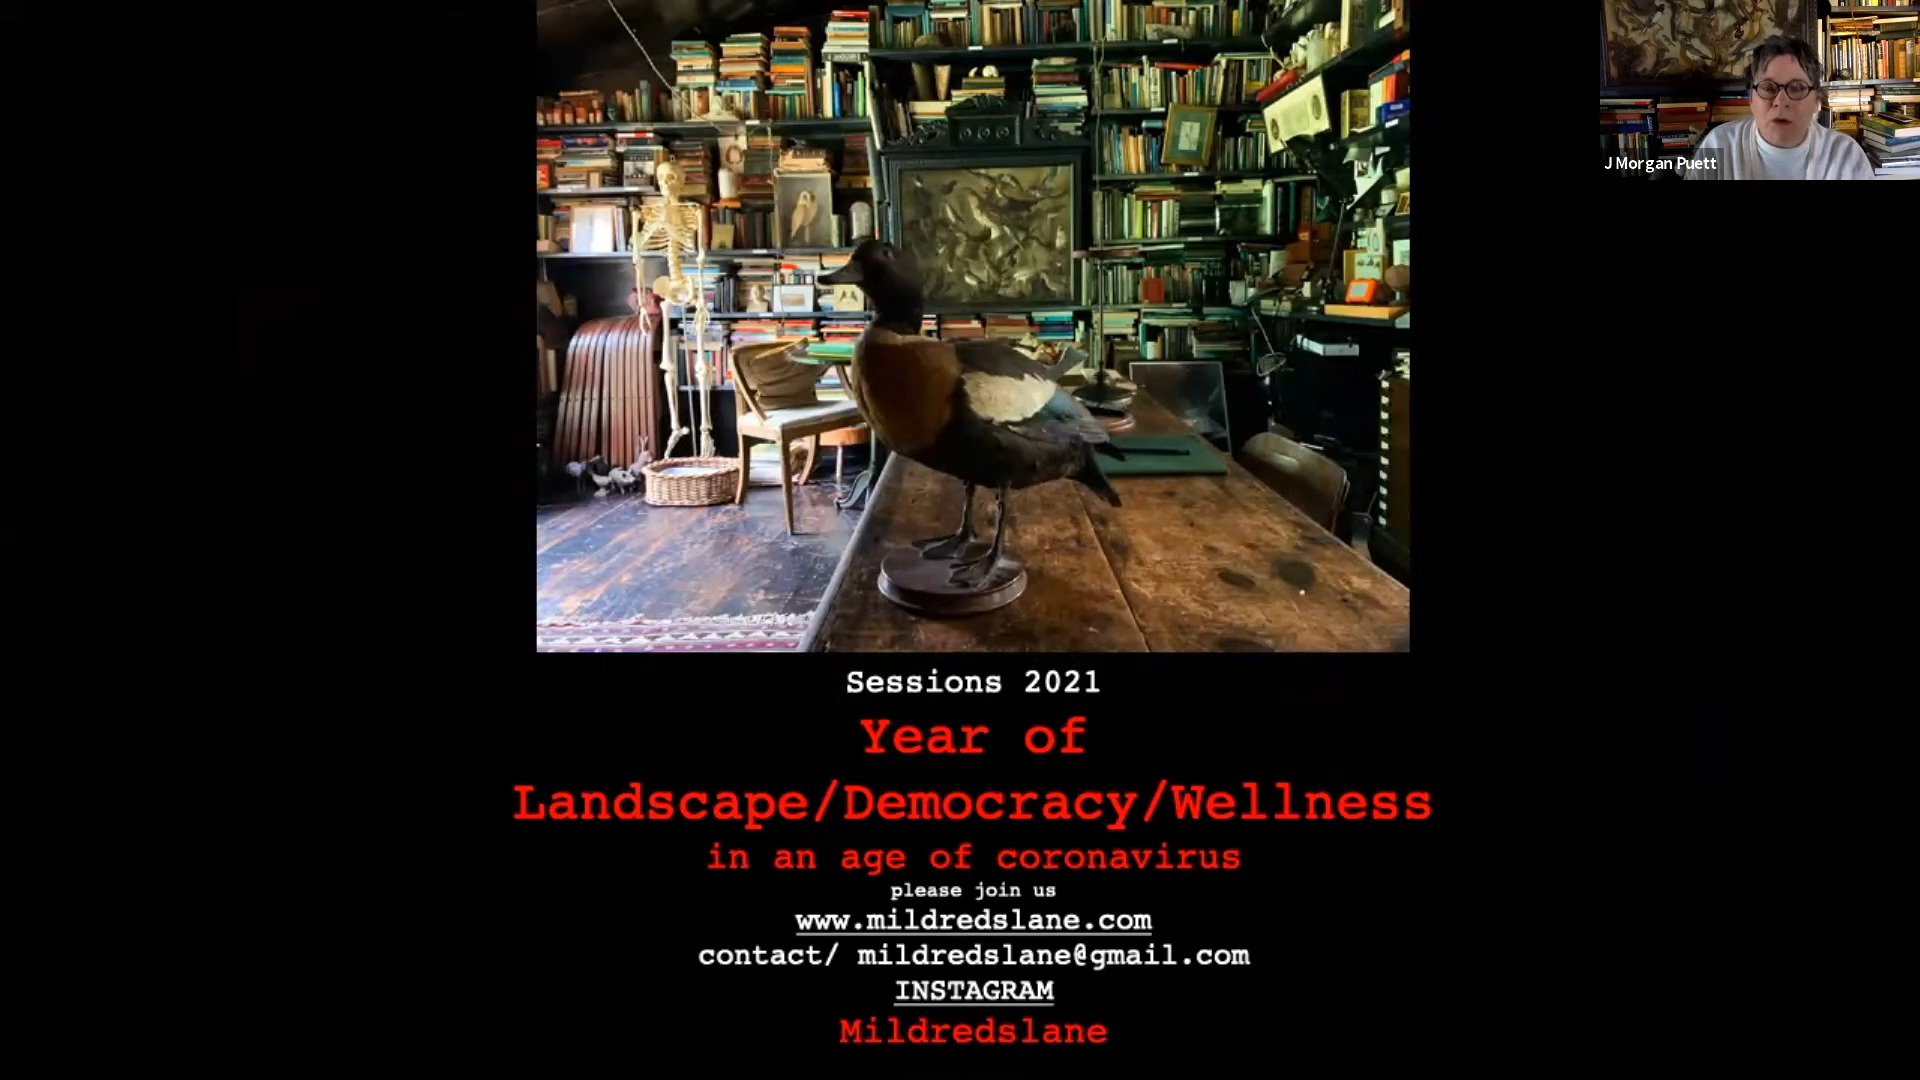 J Morgan Puett
Sessions 2021
Year of
Landscape/Democracy/Wellness
in an age of coronavirus
please join us
www.mildredslane.com
contact/ mildredslane@gmail.com
INSTAGRAM
Mildredslane